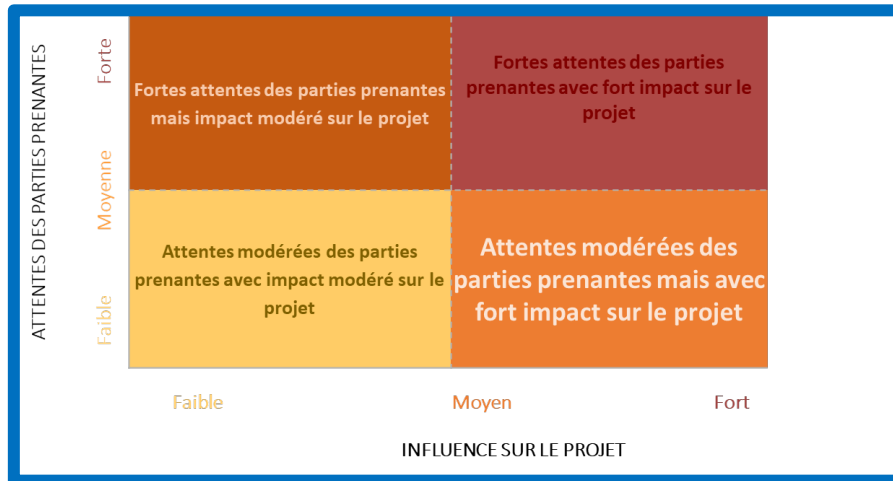 ATTENTES DES PARTIES PRENANTES
Forte
Moyenne
Faible
Fortes attentes des parties prenantes
mais impact modéré sur le projet
Fortes attentes des parties
prenantes avec fort impact sur le
projet
Attentes modérées des parties
prenantes avec impact modéré sur le
projet
Attentes modérées des
parties prenantes mais avec
fort impact sur le projet
Faible
Moyen
Fort
INFLUENCE SUR LE PROJET